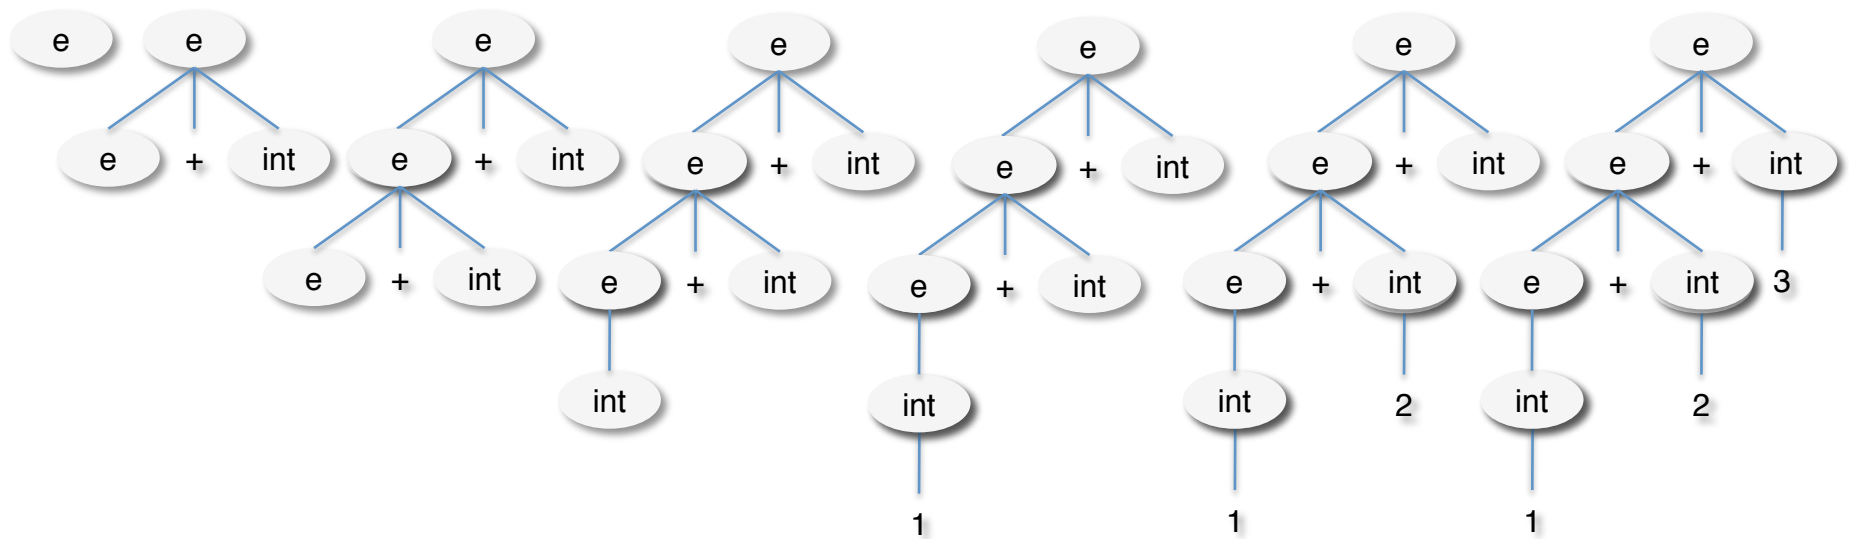 e e e e e e e
e + int e + int e + int e + int e + int e + int
e + int e + int e + int e + int e + int 3
int int int 2 int 2
1 1 1